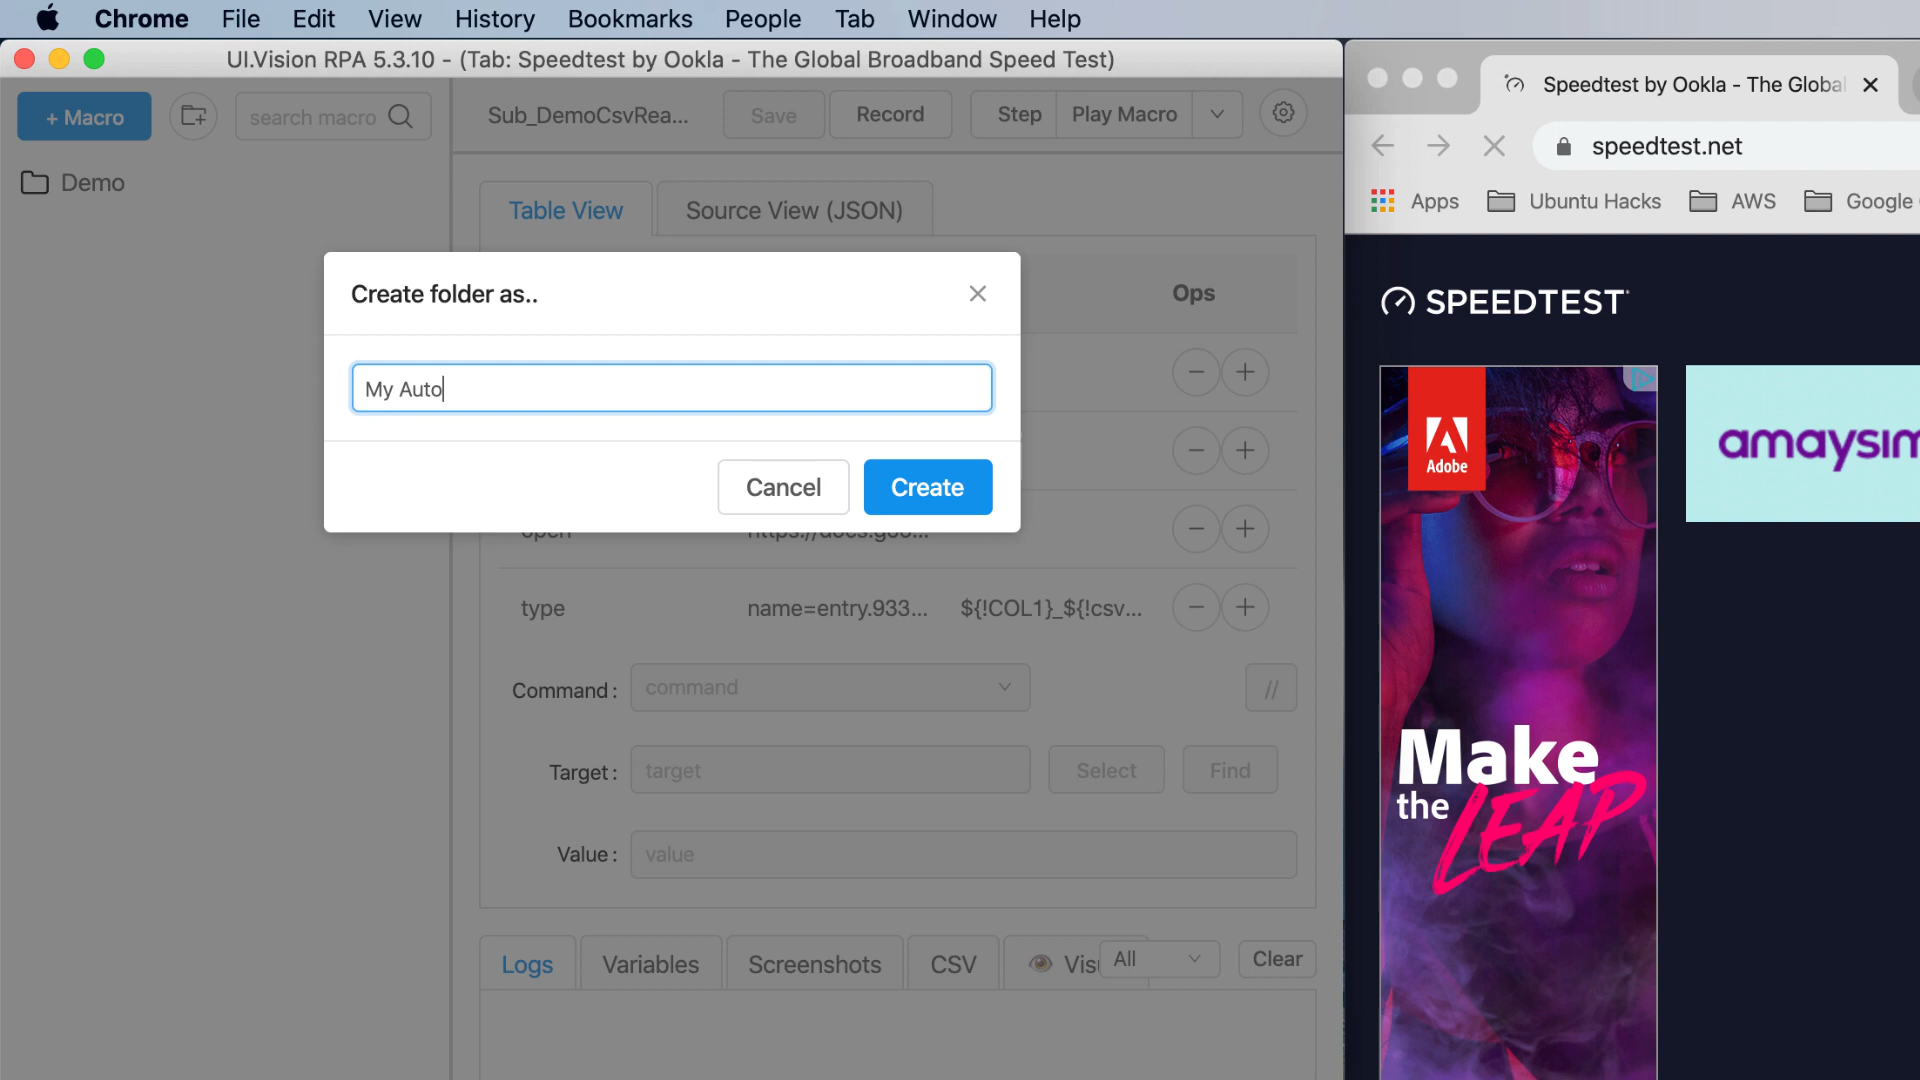 Chrome File Edit View History Bookmarks People Tab Window Help
UI.Vision RPA 5.3.10 - (Tab: Speedtest by Ookla - The Global Broadband Speed Test)
+ Macro
search macro
Sub_DemoCsvRea...
Save
Record
Step
Play Macro
Demo
Table View
Source View (JSON)
Create folder as..
Ops
My Auto
Cancel
Create
type
name=entry.933...
${!COL1}_${!csv...
Command :
command
//
Target :
target
Select
Find
Value :
value
Logs
Variables
Screenshots
CSV
All
Clear
Speedtest by Ookla - The Global
speedtest.net
Apps
Ubuntu Hacks
AWS
Google
SPEEDTEST
Adobe
Make
the LEAP